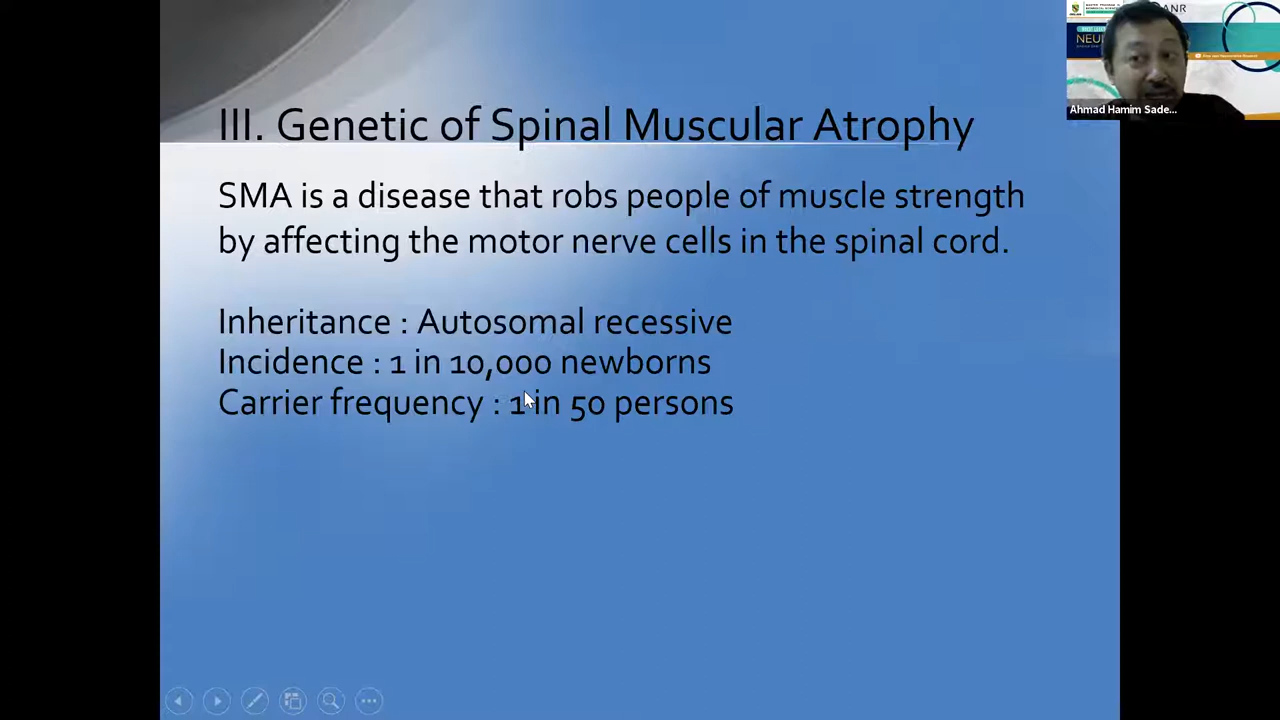 III. Genetic of Spinal Muscular Atrophy
SMA is a disease that robs people of muscle strength
by affecting the motor nerve cells in the spinal cord.
Inheritance : Autosomal recessive
Incidence : 1 in 10,000 newborns
Carrier frequency : 1 in 50 persons
Ahmad Hamim Sade...